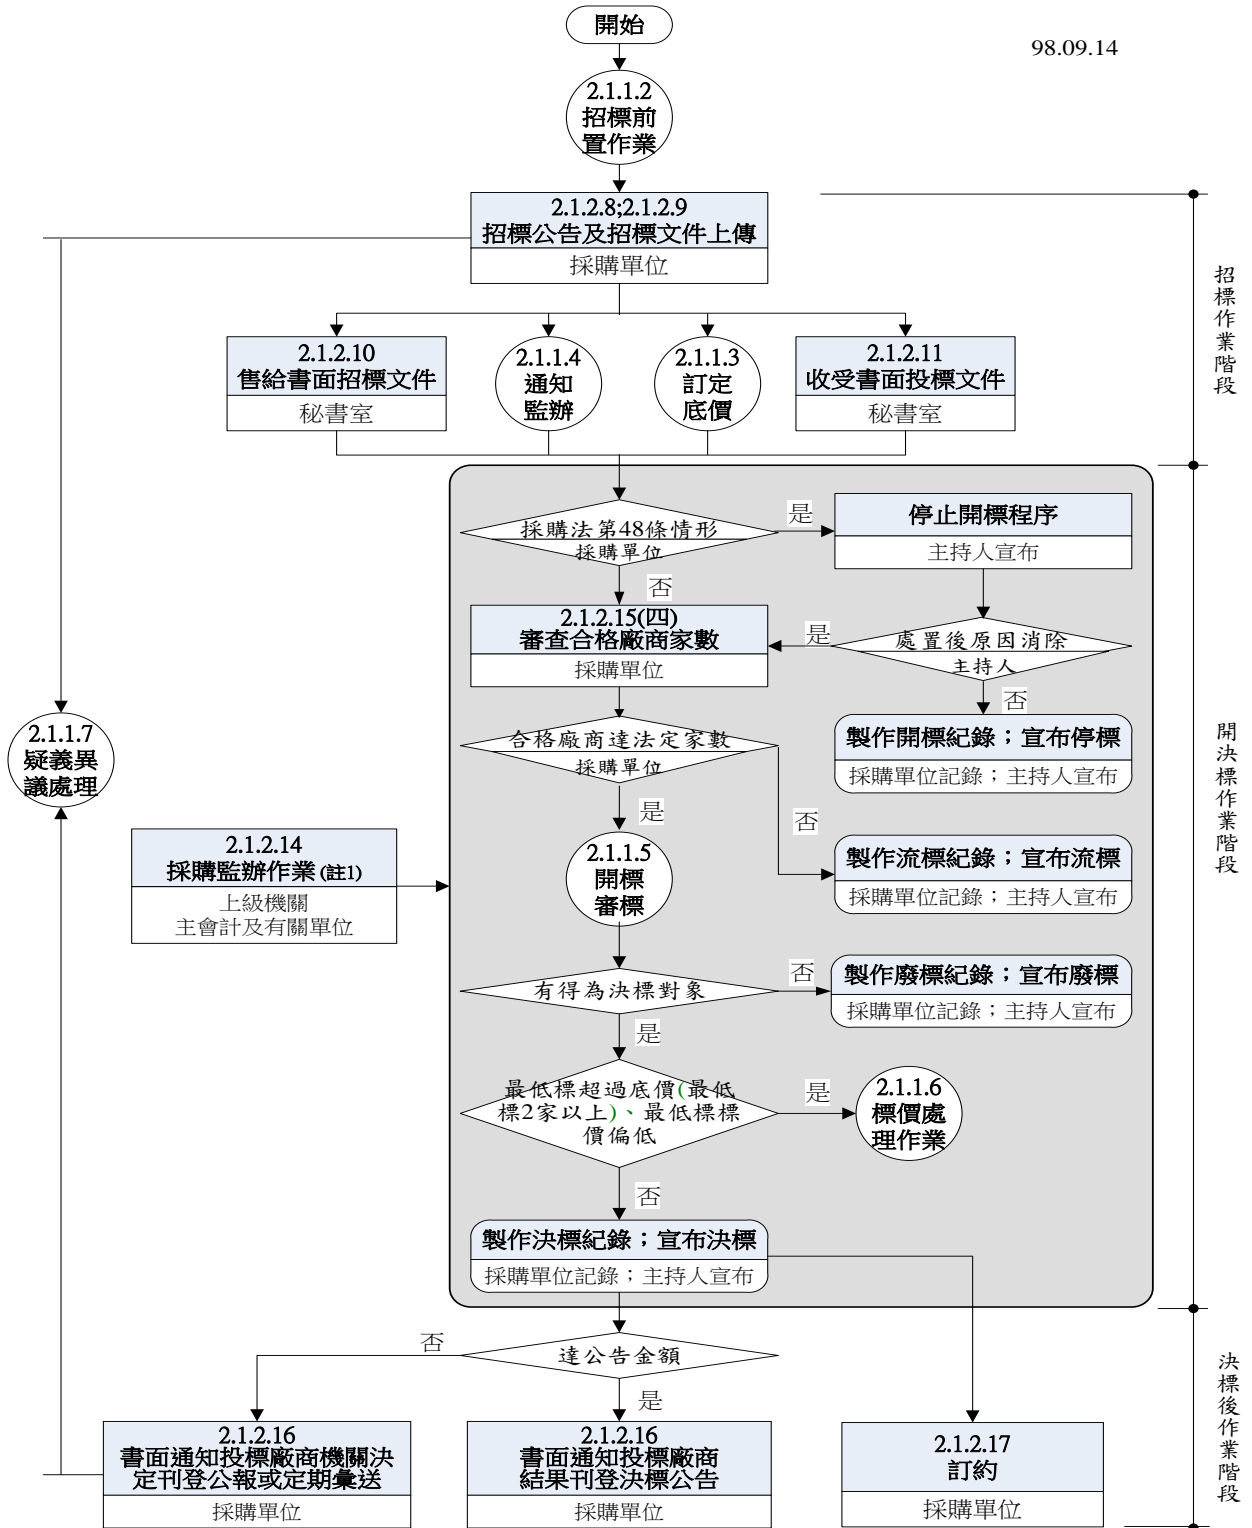 開始
98.09.14
2.1.1.2
招標前
置作業
2.1.2.8;2.1.2.9
招標公告及招標文件上傳
採購單位
招標作業階段
2.1.2.10
售給書面招標文件
秘書室
2.1.1.4
通知
監辦
2.1.1.3
訂定
底價
2.1.2.11
收受書面投標文件
秘書室
採購法第48條情形
採購單位
是
停止開標程序
主持人宣布
否
2.1.2.15(四)
審查合格廠商家數
採購單位
是
處置後原因消除
主持人
否
製作開標紀錄；宣布停標
採購單位記錄；主持人宣布
開決標作業階段
2.1.1.7
疑義異
議處理
合格廠商達法定家數
採購單位
是
否
製作流標紀錄；宣布流標
採購單位記錄；主持人宣布
2.1.2.14
採購監辦作業(註1)
上級機關
主會計及有關單位
2.1.1.5
開標
審標
有得為決標對象
否
製作廢標紀錄；宣布廢標
採購單位記錄；主持人宣布
是
最低標超過底價(最低
標2家以上)、最低標標
價偏低
是
2.1.1.6
標價處
理作業
否
製作決標紀錄；宣布決標
採購單位記錄；主持人宣布
達公告金額
否
是
決標後作業階段
2.1.2.16
書面通知投標廠商機關決
定刊登公報或定期彙送
採購單位
2.1.2.16
書面通知投標廠商
結果刊登決標公告
採購單位
2.1.2.17
訂約
採購單位